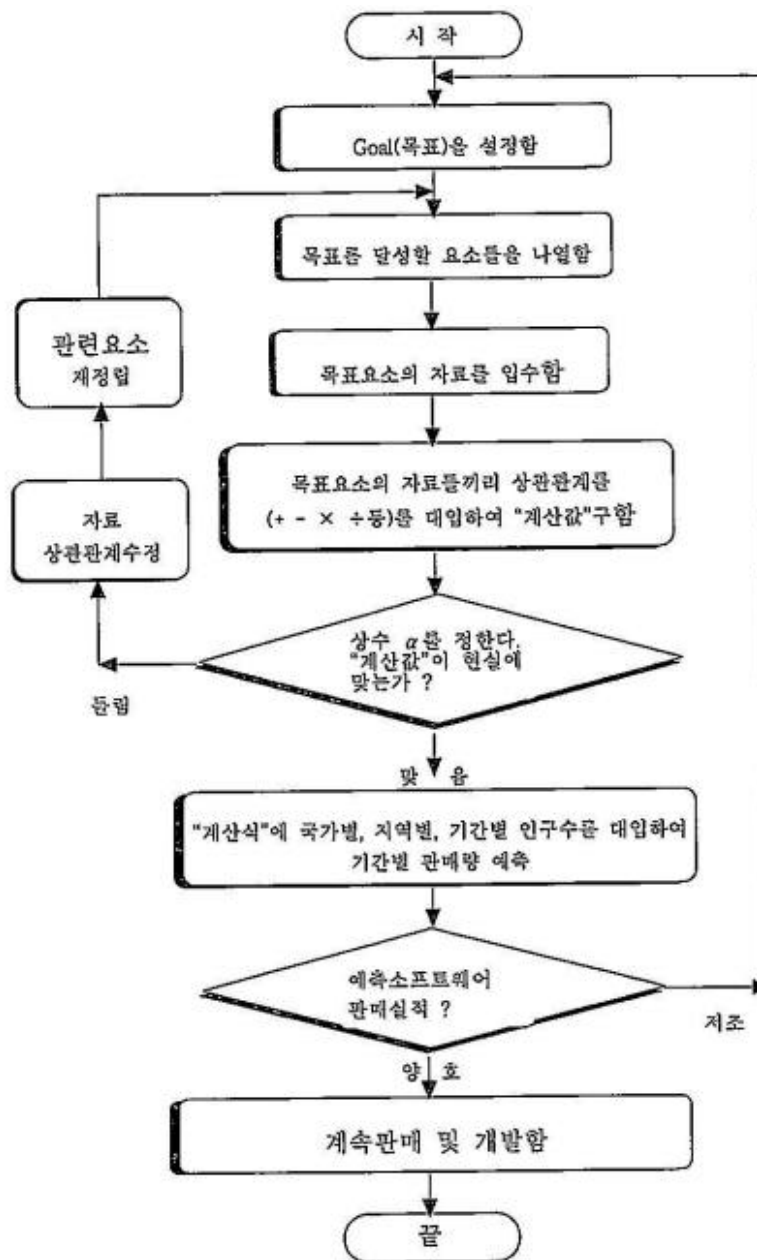 시 작
Goal(목표)을 설정함
목표를 달성할 요소들을 나열함
관련요소
재정립
목표요소의 자료를 입수함
목표요소의 자료들끼리 상관관계를
(+ - × ÷등)를 대입하여 “계산값”구함
자료
상관관계수정
상수 α를 정한다,
“계산값”이 현실에
맞는가 ?
틀림
맞 음
“계산식”에 국가별, 지역별, 기간별 인구수를 대입하여
기간별 판매량 예측
예측소프트웨어
판매실적 ?
저조
양 호
계속판매 및 개발함
끝